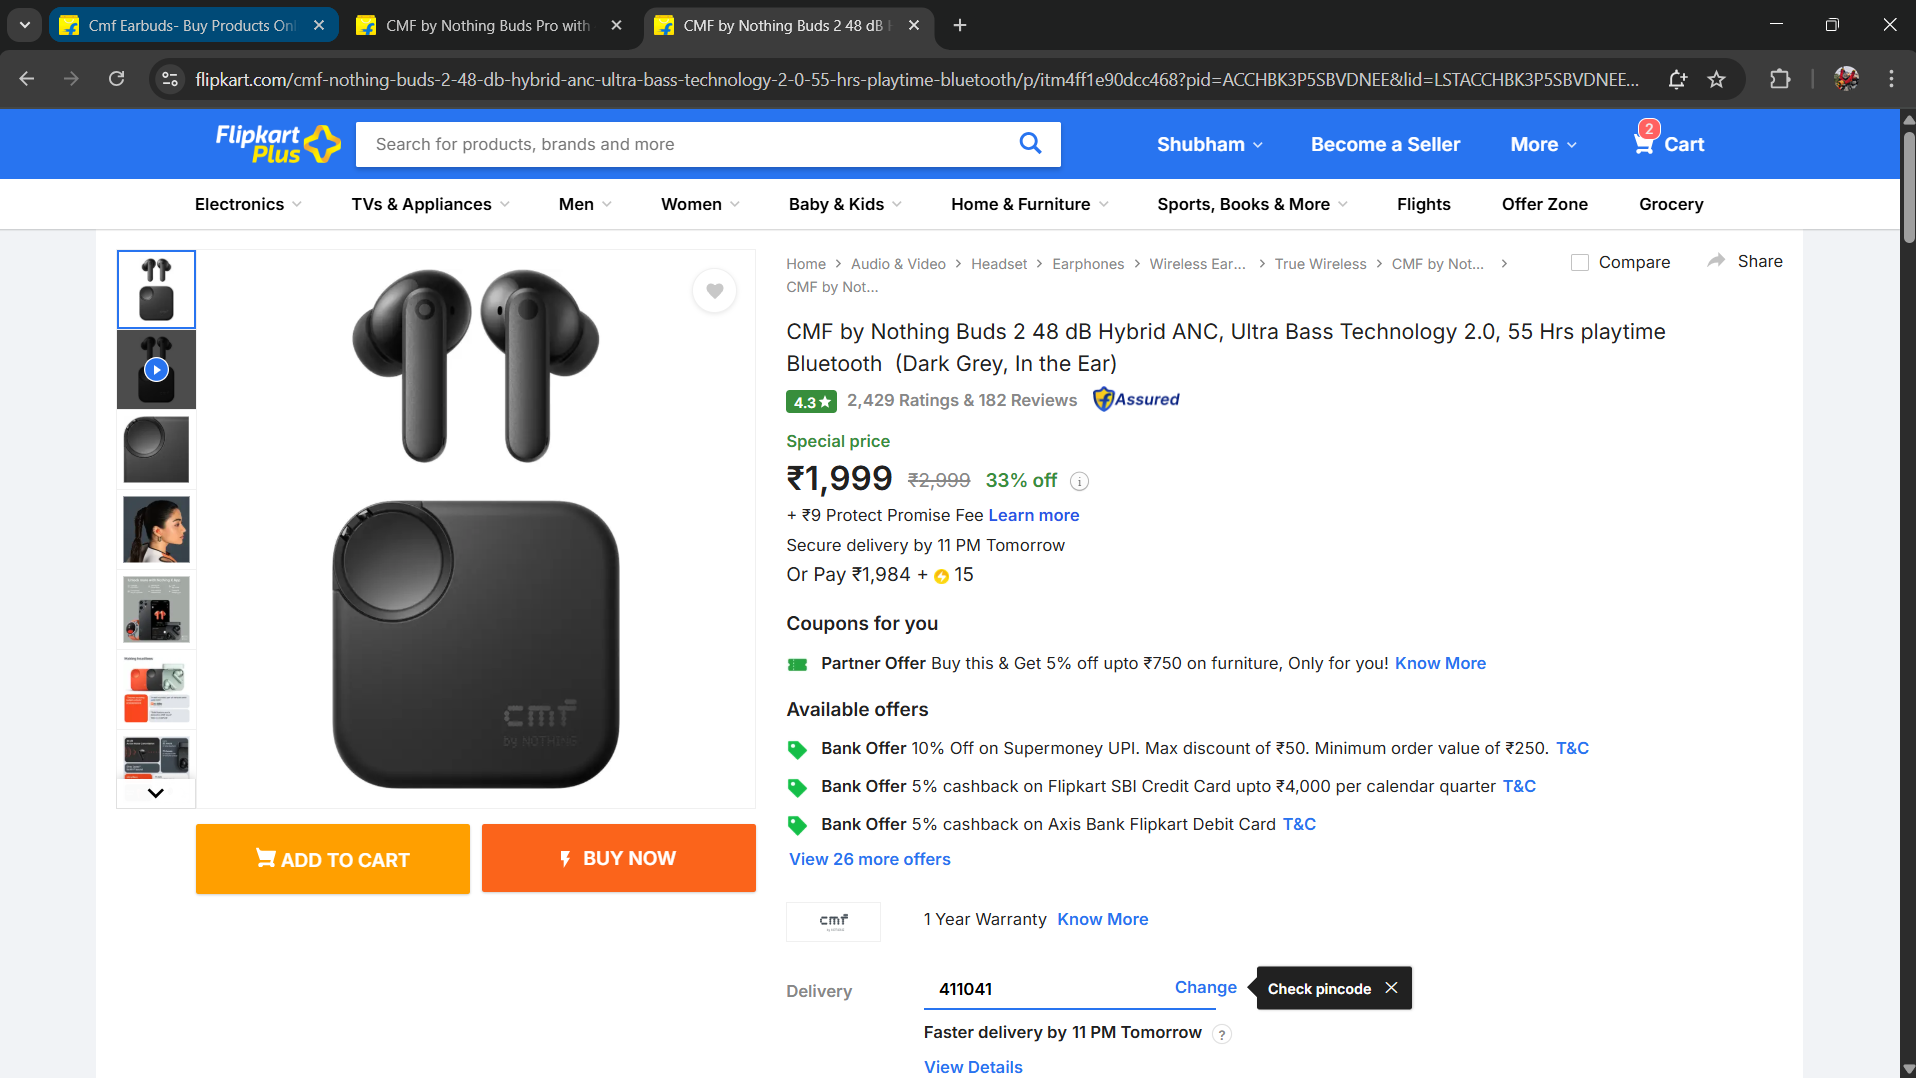 Cmf Earbuds- Buy Products Onl
CMF by Nothing Buds Pro with
CMF by Nothing Buds 2 48 dB H
flipkart.com/cmf-nothing-buds-2-48-db-hybrid-anc-ultra-bass-technology-2-0-55-hrs-playtime-bluetooth/p/itm4ff1e90dcc468?pid=ACCHBK3P5SBVDNEE&lid=LSTACCHBK3P5SBVDNEE...
Flipkart
Plus
Search for products, brands and more
Shubham
Become a Seller
More
2
Cart
Electronics
TVs & Appliances
Men
Women
Baby & Kids
Home & Furniture
Sports, Books & More
Flights
Offer Zone
Grocery
Home
Audio & Video
Headset
Earphones
Wireless Ear...
True Wireless
CMF by Not...
CMF by Not...
Compare
Share
CMF by Nothing Buds 2 48 dB Hybrid ANC, Ultra Bass Technology 2.0, 55 Hrs playtime
Bluetooth (Dark Grey, In the Ear)
4.3★ 2,429 Ratings & 182 Reviews
Assured
Special price
₹1,999 ₹2,999 33% off
+ ₹9 Protect Promise Fee Learn more
Secure delivery by 11 PM Tomorrow
Or Pay ₹1,984 + 15
Coupons for you
Partner Offer Buy this & Get 5% off upto ₹750 on furniture, Only for you! Know More
Available offers
Bank Offer 10% Off on Supermoney UPI. Max discount of ₹50. Minimum order value of ₹250. T&C
Bank Offer 5% cashback on Flipkart SBI Credit Card upto ₹4,000 per calendar quarter T&C
Bank Offer 5% cashback on Axis Bank Flipkart Debit Card T&C
View 26 more offers
cmf
by NOTHING
ADD TO CART
BUY NOW
cmf
1 Year Warranty Know More
Delivery
411041
Change
Check pincode
Faster delivery by 11 PM Tomorrow ?
View Details